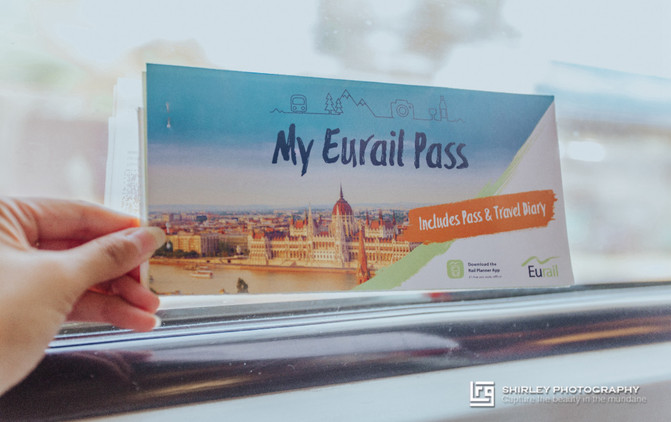 My Eurail Pass
Includes Pass & Travel Diary
Download the
Rail Planner App
Eurail
SHIRLEY PHOTOGRAPHY
Capture the beauty in the mundane